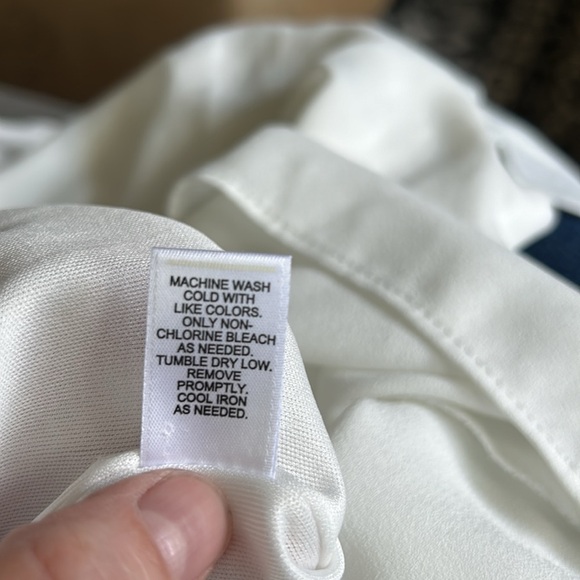 MACHINE WASH
COLD WITH
LIKE COLORS.
ONLY NON-
CHLORINE BLEACH
AS NEEDED.
TUMBLE DRY LOW.
REMOVE
PROMPTLY.
COOL IRON
AS NEEDED.